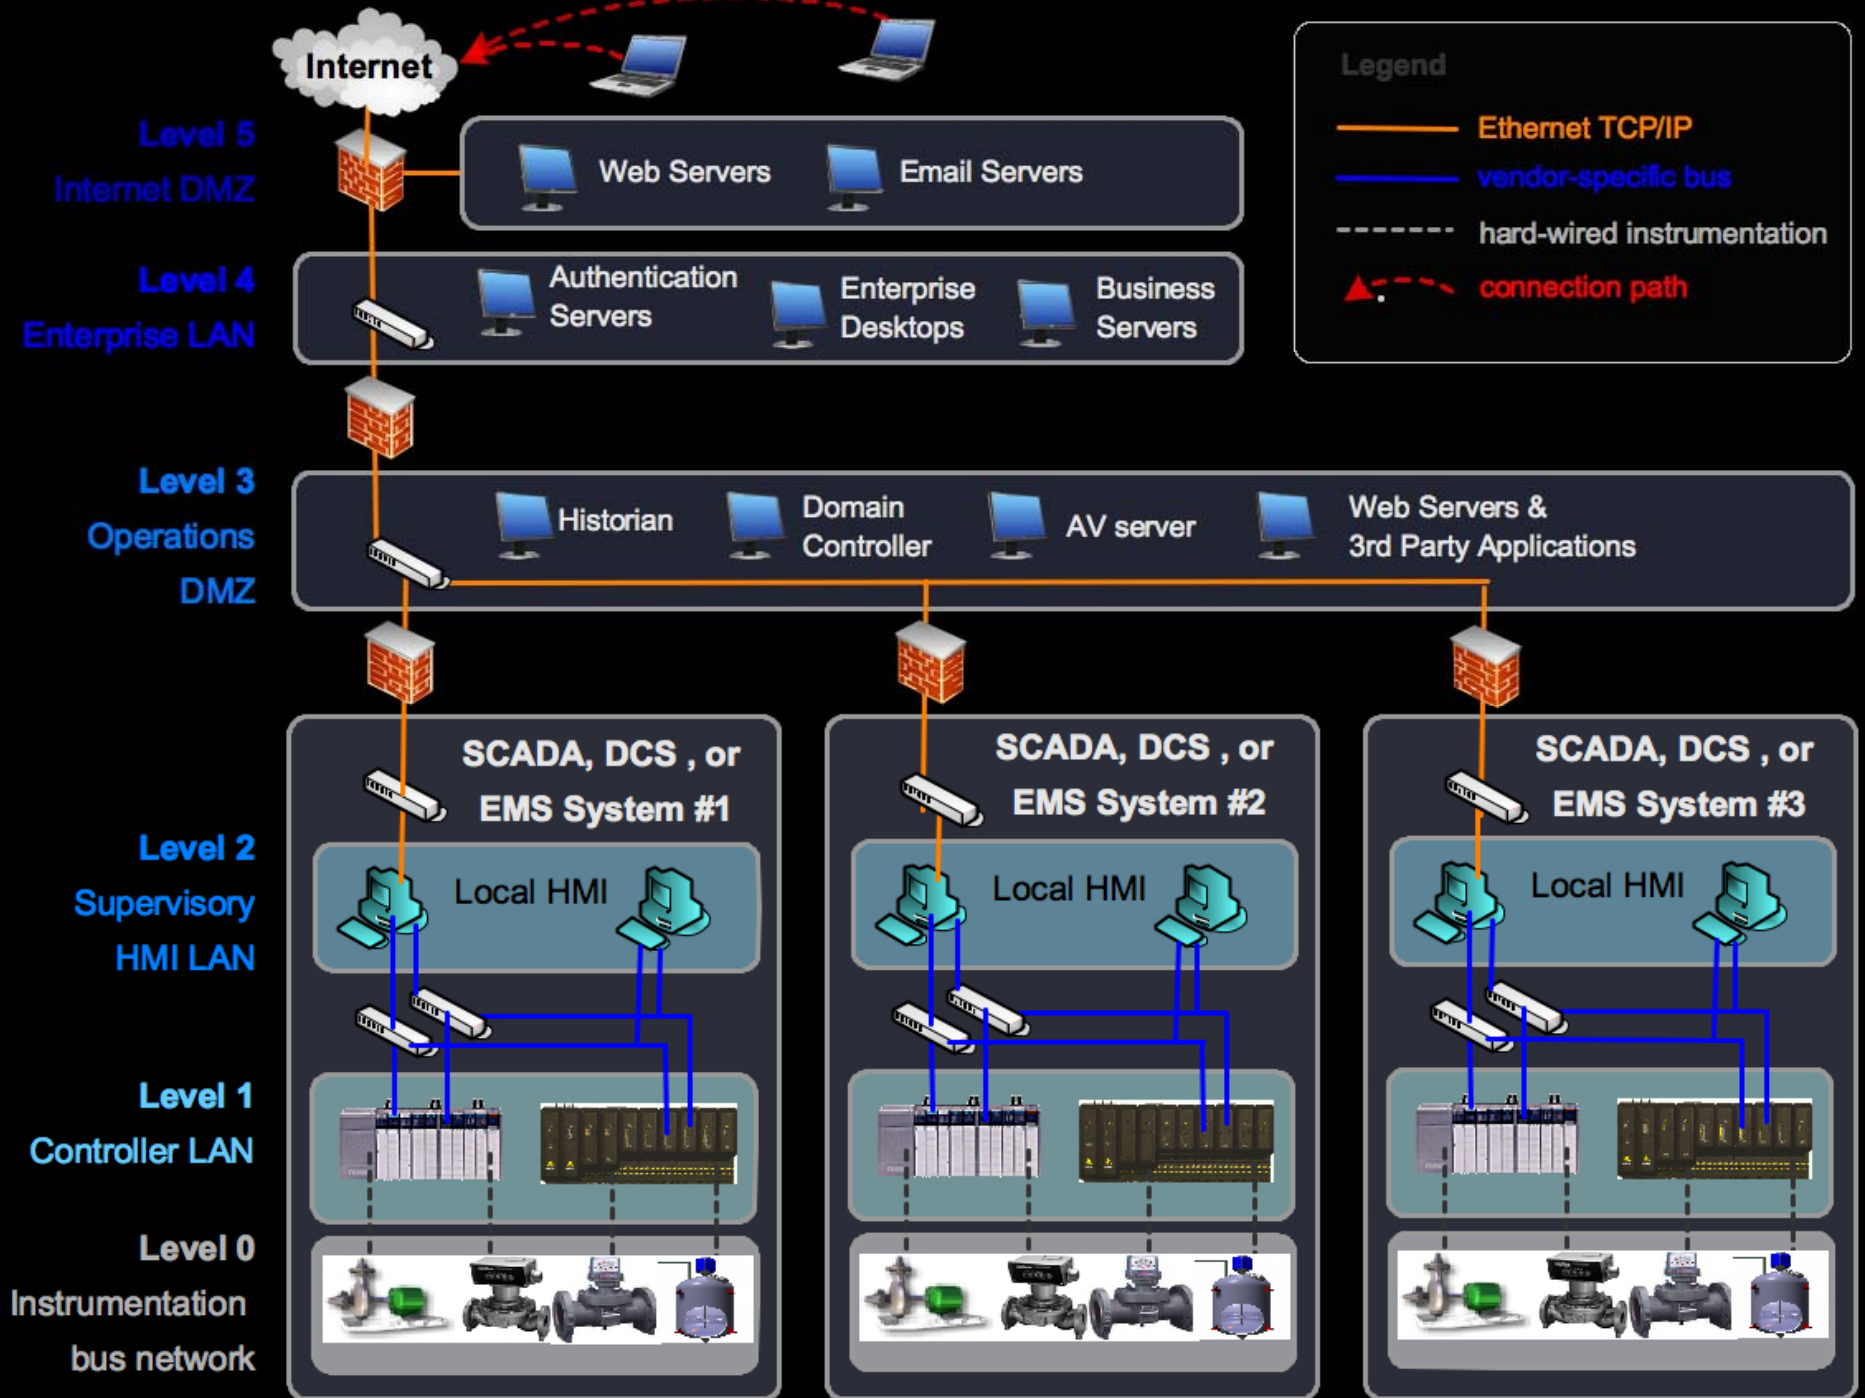 Internet
Legend
Ethernet TCP/IP
vendor-specific bus
hard-wired instrumentation
connection path
Level 5
Internet DMZ
Web Servers
Email Servers
Level 4
Enterprise LAN
Authentication
Servers
Enterprise
Desktops
Business
Servers
Level 3
Operations
DMZ
Historian
Domain
Controller
AV server
Web Servers &
3rd Party Applications
SCADA, DCS , or
EMS System #1
SCADA, DCS , or
EMS System #2
SCADA, DCS , or
EMS System #3
Level 2
Supervisory
HMI LAN
Local HMI
Local HMI
Local HMI
Level 1
Controller LAN
Level 0
Instrumentation
bus network